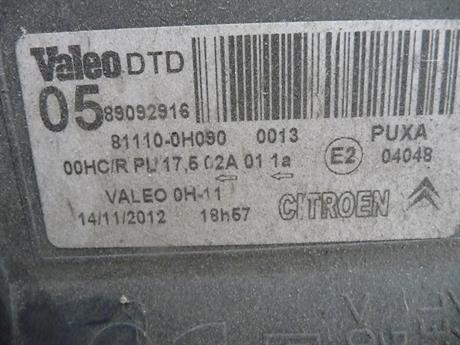 Valeo DTD
05 89092916
81110-0H090 0013 PUXA
00HC/R PL 17,5 02A 01 1a E2 04048
VALEO 0H-11
14/11/2012 18h57 CITROEN